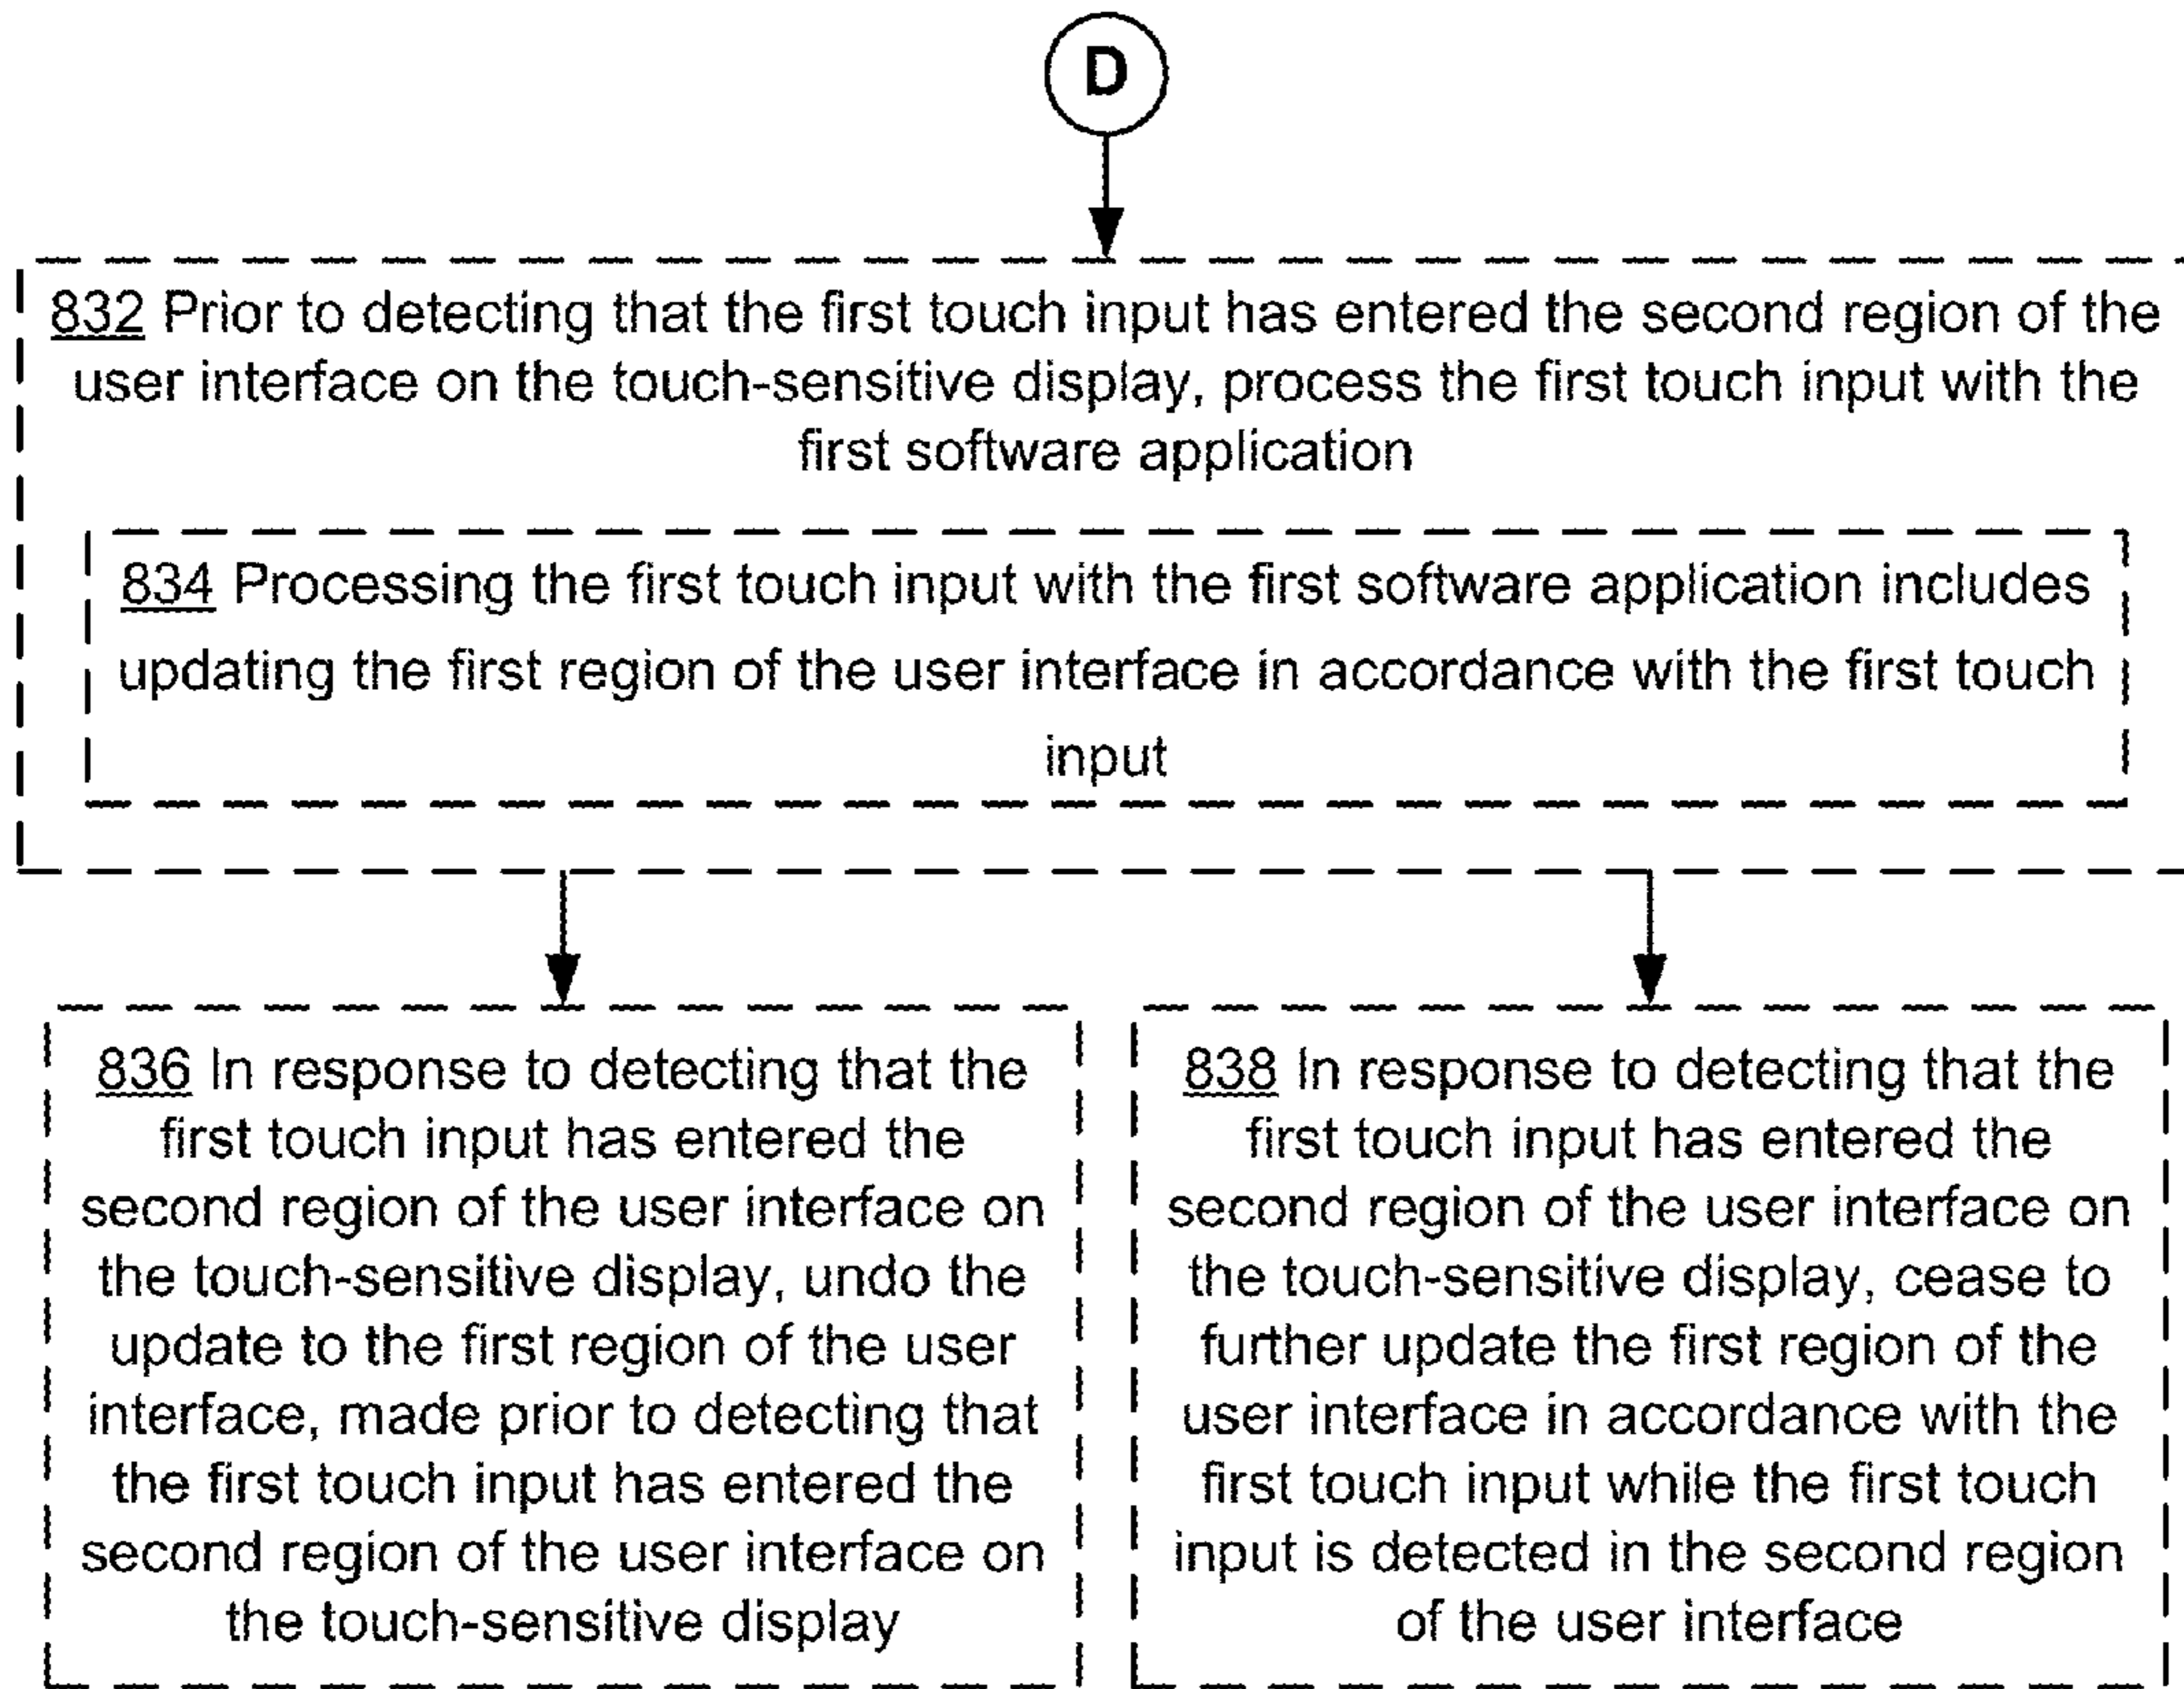 D
832 Prior to detecting that the first touch input has entered the second region of the
user interface on the touch-sensitive display, process the first touch input with the
first software application
834 Processing the first touch input with the first software application includes
updating the first region of the user interface in accordance with the first touch
input
836 In response to detecting that the
first touch input has entered the
second region of the user interface on
the touch-sensitive display, undo the
update to the first region of the user
interface, made prior to detecting that
the first touch input has entered the
second region of the user interface on
the touch-sensitive display
838 In response to detecting that the
first touch input has entered the
second region of the user interface on
the touch-sensitive display, cease to
further update the first region of the
user interface in accordance with the
first touch input while the first touch
input is detected in the second region
of the user interface